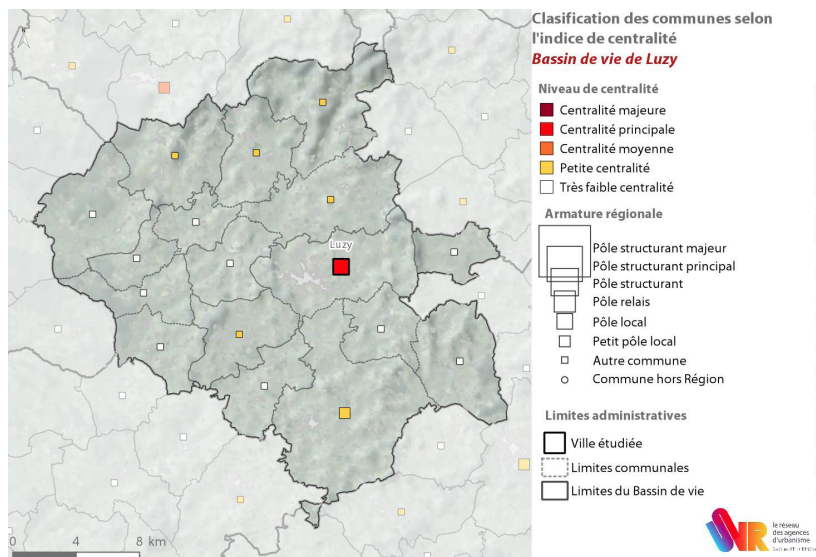 Clasification des communes selon
l'indice de centralité
Bassin de vie de Luzy
Niveau de centralité
Centralité majeure
Centralité principale
Centralité moyenne
Petite centralité
Très faible centralité
Armature régionale
Pôle structurant majeur
Pôle structurant principal
Pôle structurant
Pôle relais
Pôle local
Petit pôle local
Autre commune
Commune hors Région
Limites administratives
Ville étudiée
Limites communales
Limites du Bassin de vie
Luzy
N
0 4 8 km
le réseau
des agences
d'urbanisme